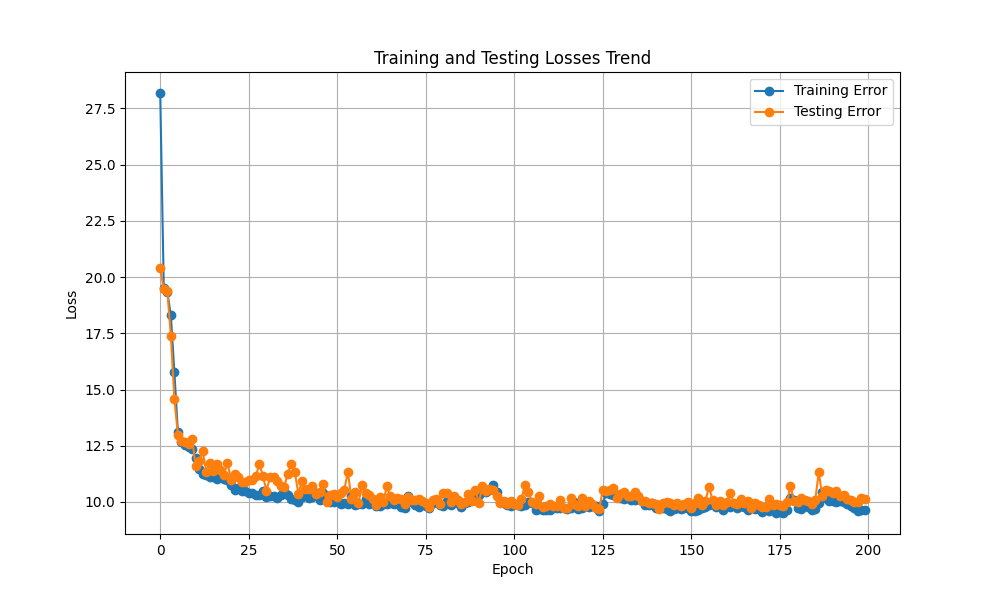 Training and Testing Losses Trend
Training Error
Testing Error
Loss
27.5
25.0
22.5
20.0
17.5
15.0
12.5
10.0
0 25 50 75 100 125 150 175 200
Epoch